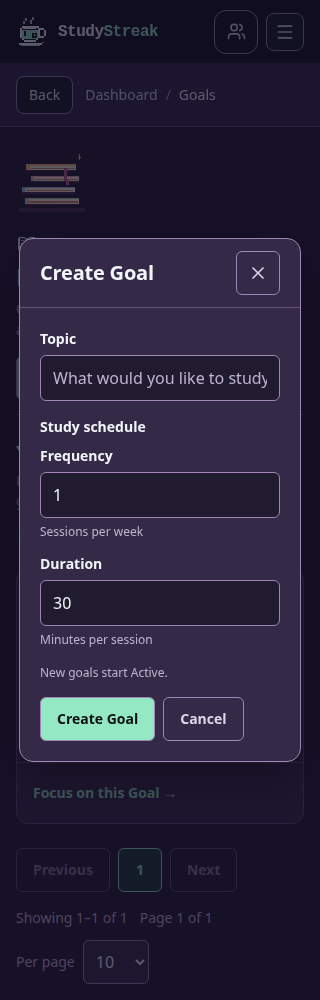 StudyStreak
Back
Dashboard / Goals
Create Goal
Topic
What would you like to study
Study schedule
Frequency
1
Sessions per week
Duration
30
Minutes per session
New goals start Active.
Create Goal
Cancel
Focus on this Goal →
Previous
1
Next
Showing 1–1 of 1 Page 1 of 1
Per page
10